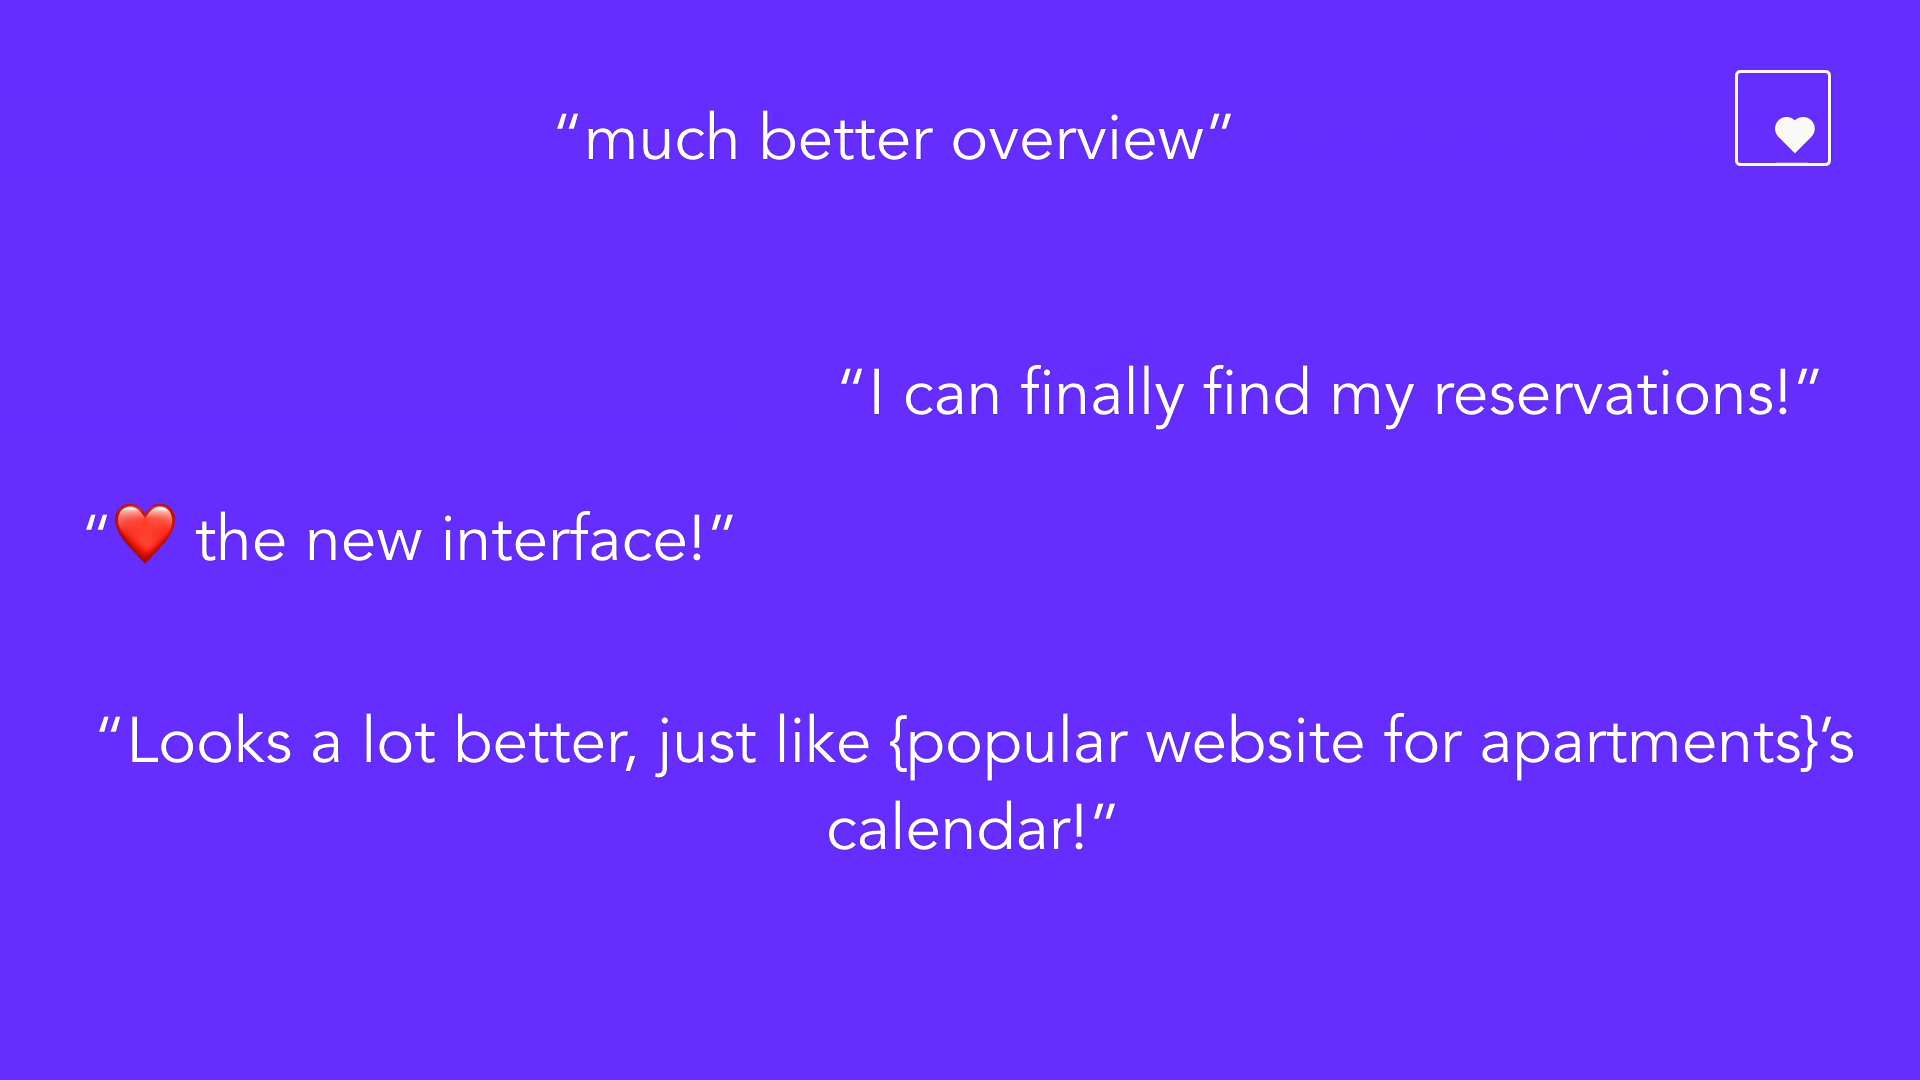 “much better overview”
“I can finally find my reservations!”
“❤️ the new interface!”
“Looks a lot better, just like {popular website for apartments}’s
calendar!”